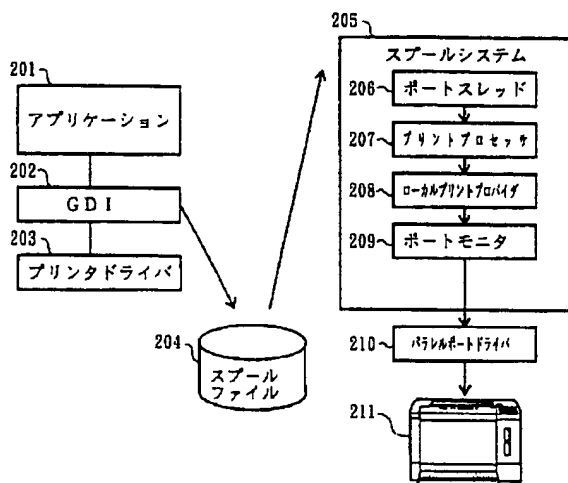 201
アプリケーション
202
GDI
203
プリンタドライバ
204
スプール
ファイル
205
スプールシステム
206
ポートスレッド
207
プリントプロセッサ
208
ローカルプリントプロバイダ
209
ポートモニタ
210
パラレルポートドライバ
211